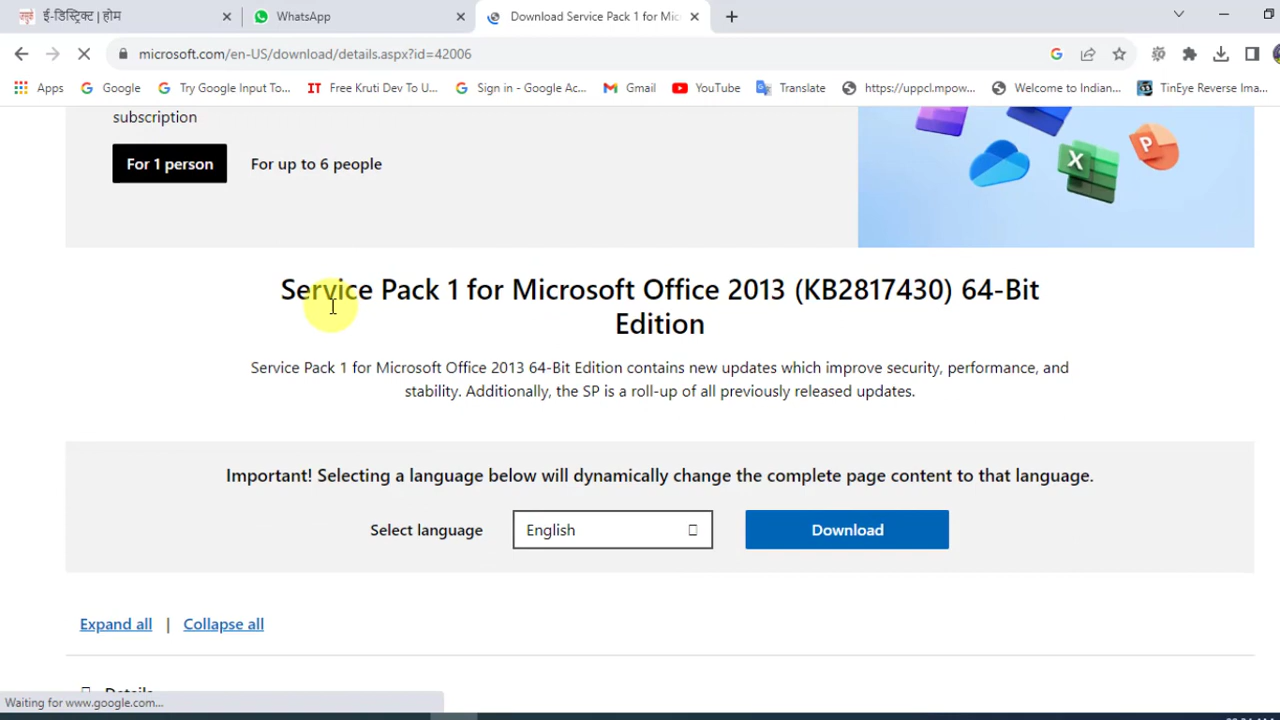 ई-डिस्ट्रिक्ट | होम
WhatsApp
Download Service Pack 1 for Mic
microsoft.com/en-US/download/details.aspx?id=42006
Apps
Google
Try Google Input To...
Free Kruti Dev To U...
Sign in - Google Ac...
Gmail
YouTube
Translate
https://uppcl.mpow...
Welcome to Indian...
TinEye Reverse Ima...
subscription
For 1 person
For up to 6 people
Service Pack 1 for Microsoft Office 2013 (KB2817430) 64-Bit
Edition
Service Pack 1 for Microsoft Office 2013 64-Bit Edition contains new updates which improve security, performance, and
stability. Additionally, the SP is a roll-up of all previously released updates.
Important! Selecting a language below will dynamically change the complete page content to that language.
Select language
English
Download
Expand all | Collapse all
Details
Waiting for www.google.com...